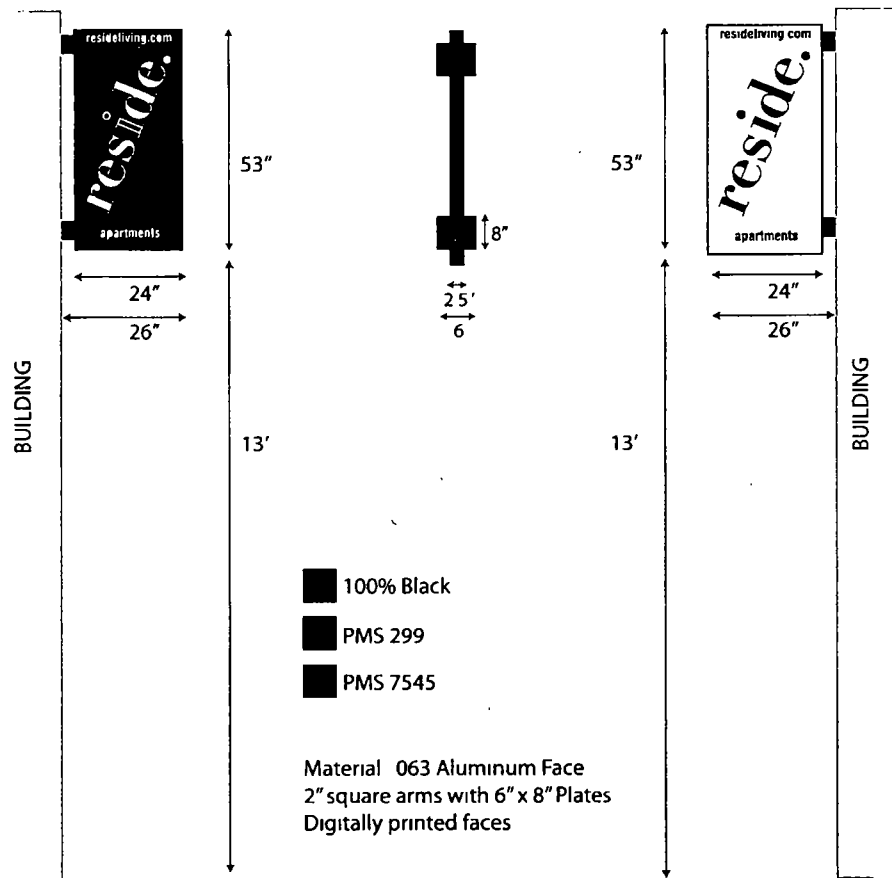 resideliving.com
reside.
apartments
53"
24"
26"
BUILDING
13'
8"
2 5'
6
resideliving com
reside.
apartments
53"
24"
26"
BUILDING
13'
100% Black
PMS 299
PMS 7545
Material 063 Aluminum Face
2" square arms with 6" x 8" Plates
Digitally printed faces